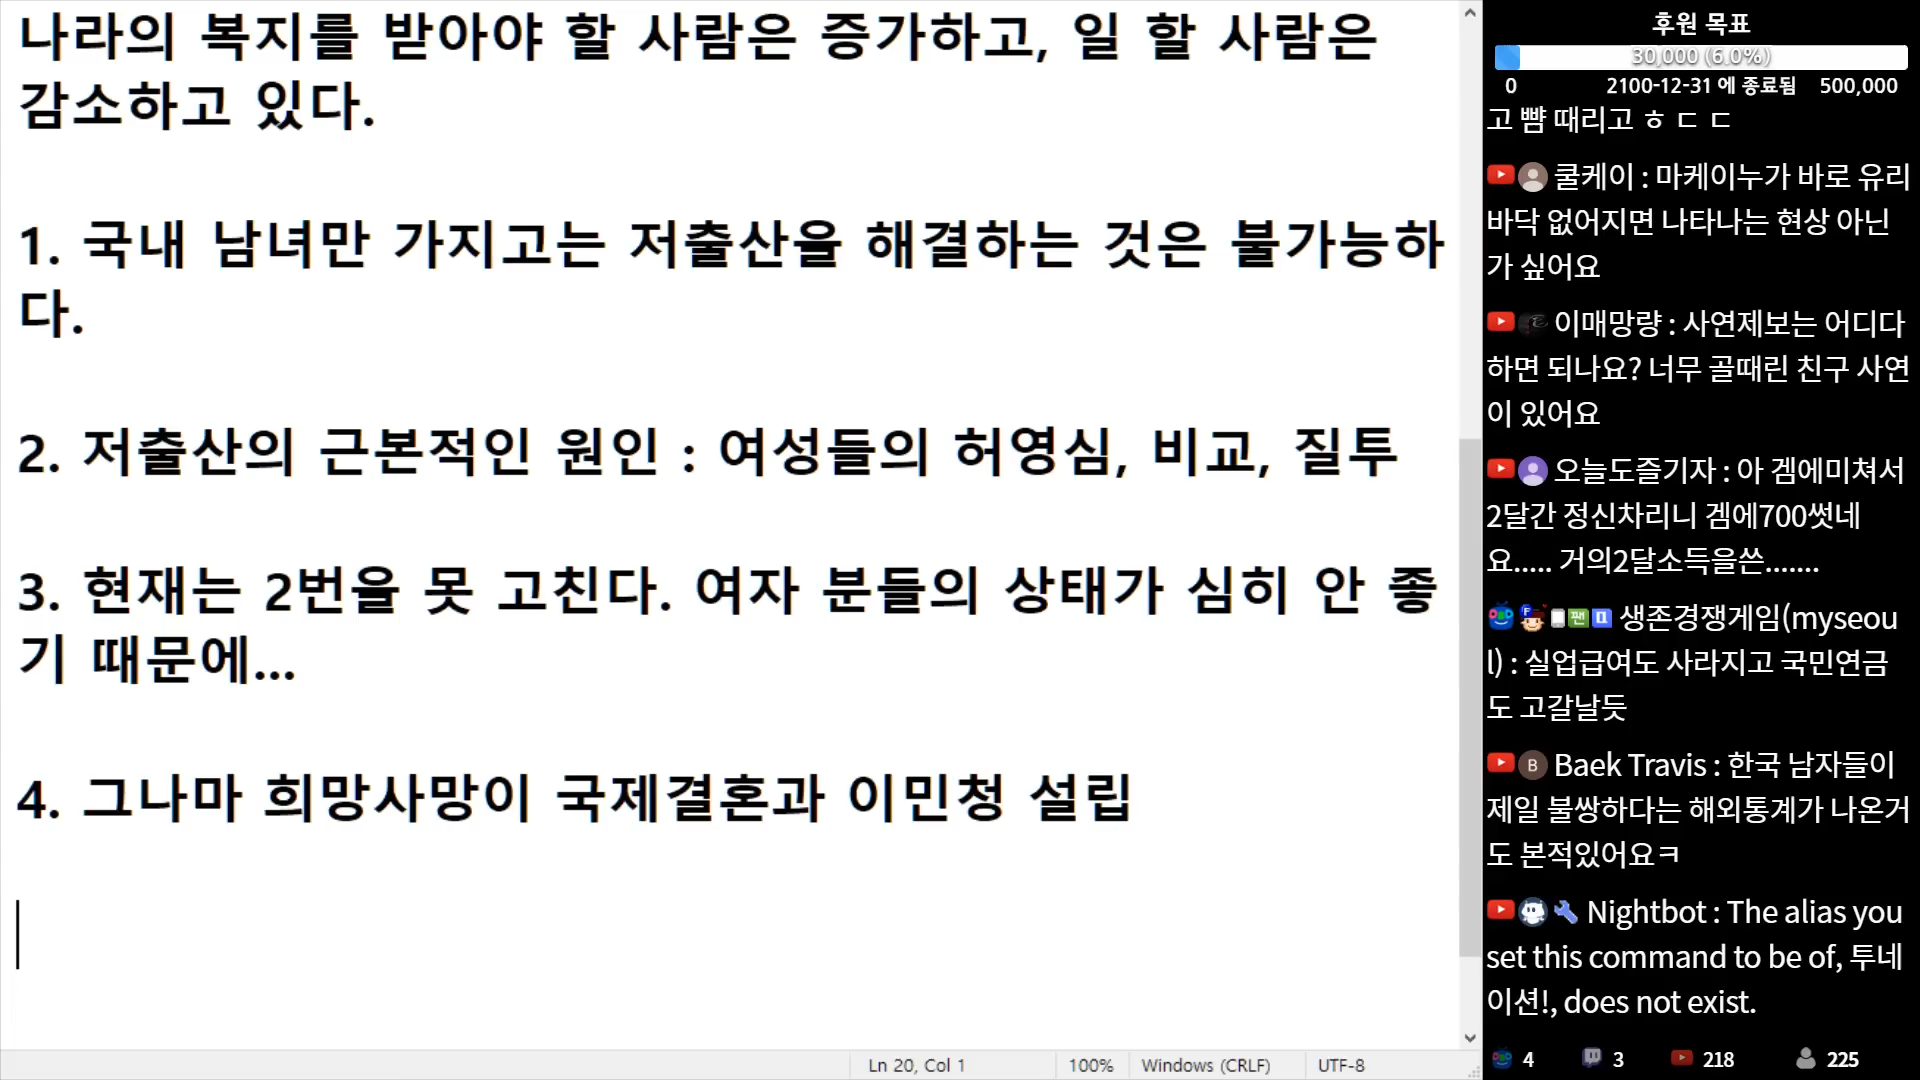 나라의 복지를 받아야 할 사람은 증가하고, 일 할 사람은
감소하고 있다.
1. 국내 남녀만 가지고는 저출산을 해결하는 것은 불가능하
다.
2. 저출산의 근본적인 원인 : 여성들의 허영심, 비교, 질투
3. 현재는 2번을 못 고친다. 여자 분들의 상태가 심히 안 좋
기 때문에...
4. 그나마 희망사망이 국제결혼과 이민청 설립
Ln 20, Col 1
100%
Windows (CRLF)
UTF-8
후원 목표
30,000 (6.0%)
0 2100-12-31 에 종료됨 500,000
고 뺨 때리고 ㅎ ㄷ ㄷ
쿨케이 : 마케이누가 바로 유리
바닥 없어지면 나타나는 현상 아닌
가 싶어요
이매망량 : 사연제보는 어디다
하면 되나요? 너무 골때린 친구 사연
이 있어요
오늘도즐기자 : 아 겜에미쳐서
2달간 정신차리니 겜에700썻네
요..... 거의2달소득을쓴.......
팬 생존경쟁게임(myseou
l) : 실업급여도 사라지고 국민연금
도 고갈날듯
B Baek Travis : 한국 남자들이
제일 불쌍하다는 해외통계가 나온거
도 본적있어요ㅋ
Nightbot : The alias you
set this command to be of, 투네
이션!, does not exist.
4 3 218 225